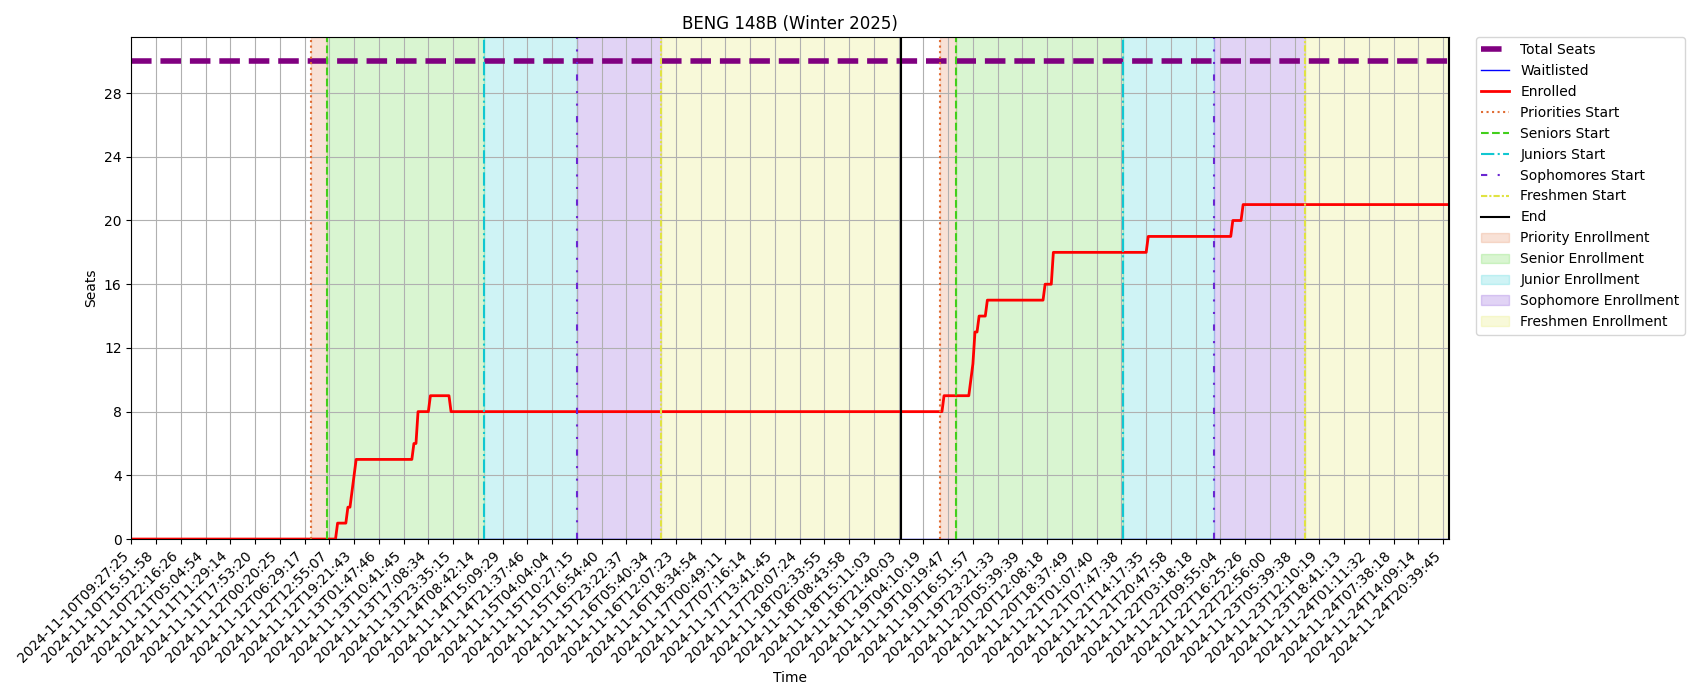 BENG 148B (Winter 2025)
Total Seats
Waitlisted
Enrolled
Priorities Start
Seniors Start
Juniors Start
Sophomores Start
Freshmen Start
End
Priority Enrollment
Senior Enrollment
Junior Enrollment
Sophomore Enrollment
Freshmen Enrollment
Seats
28
24
20
16
12
8
4
0
2024-11-10T09:27:25
2024-11-10T15:51:58
2024-11-10T22:16:26
2024-11-11T05:04:54
2024-11-11T11:29:14
2024-11-11T17:53:20
2024-11-12T00:20:25
2024-11-12T06:29:17
2024-11-12T12:55:07
2024-11-12T19:21:43
2024-11-13T01:47:46
2024-11-13T10:41:45
2024-11-13T17:08:34
2024-11-13T23:35:15
2024-11-14T08:42:14
2024-11-14T15:09:29
2024-11-14T21:37:46
2024-11-15T04:04:04
2024-11-15T10:27:15
2024-11-15T16:54:40
2024-11-15T23:22:37
2024-11-16T05:40:34
2024-11-16T12:07:23
2024-11-16T18:34:54
2024-11-17T00:49:11
2024-11-17T07:16:14
2024-11-17T13:41:45
2024-11-17T20:07:24
2024-11-18T02:33:55
2024-11-18T08:43:58
2024-11-18T15:11:03
2024-11-18T21:40:03
2024-11-19T04:10:19
2024-11-19T10:19:47
2024-11-19T16:51:57
2024-11-19T23:21:33
2024-11-20T05:39:39
2024-11-20T12:08:18
2024-11-20T18:37:49
2024-11-21T01:07:40
2024-11-21T07:47:38
2024-11-21T14:17:35
2024-11-21T20:47:58
2024-11-22T03:18:18
2024-11-22T09:55:04
2024-11-22T16:25:26
2024-11-22T22:56:00
2024-11-23T05:39:38
2024-11-23T12:10:19
2024-11-23T18:41:13
2024-11-24T01:11:32
2024-11-24T07:38:18
2024-11-24T14:09:14
2024-11-24T20:39:45
Time